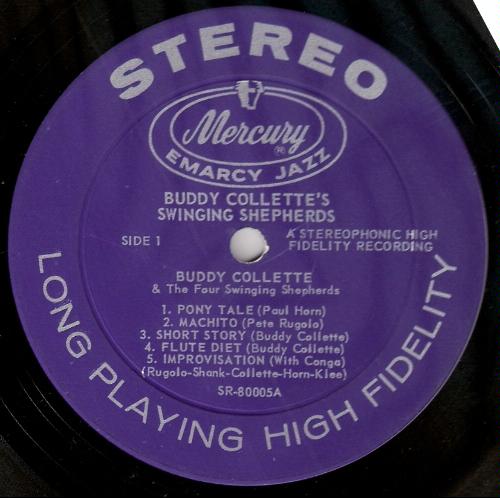 STEREO
Mercury®
EMARCY JAZZ
BUDDY COLLETTE'S
SWINGING SHEPHERDS
SIDE 1
A STEREOPHONIC HIGH
FIDELITY RECORDING
BUDDY COLLETTE
& The Four Swinging Shepherds
1. PONY TALE (Paul Horn)
2. MACHITO (Pete Rugolo)
3. SHORT STORY (Buddy Collette)
4. FLUTE DIET (Buddy Collette)
5. IMPROVISATION (With Conga)
(Rugolo-Shank-Collette-Horn-Klee)
SR-80005A
LONG PLAYING HIGH FIDELITY